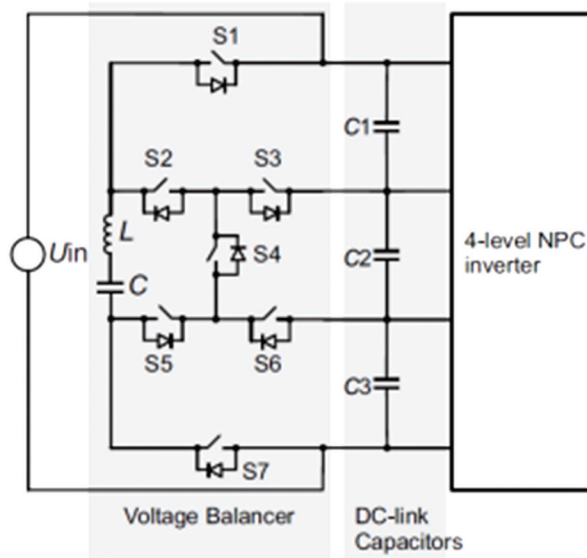 S1
C1
S2 S3
L
Uin
S4
C2
4-level NPC
inverter
C
S5 S6
C3
S7
Voltage Balancer
DC-link
Capacitors